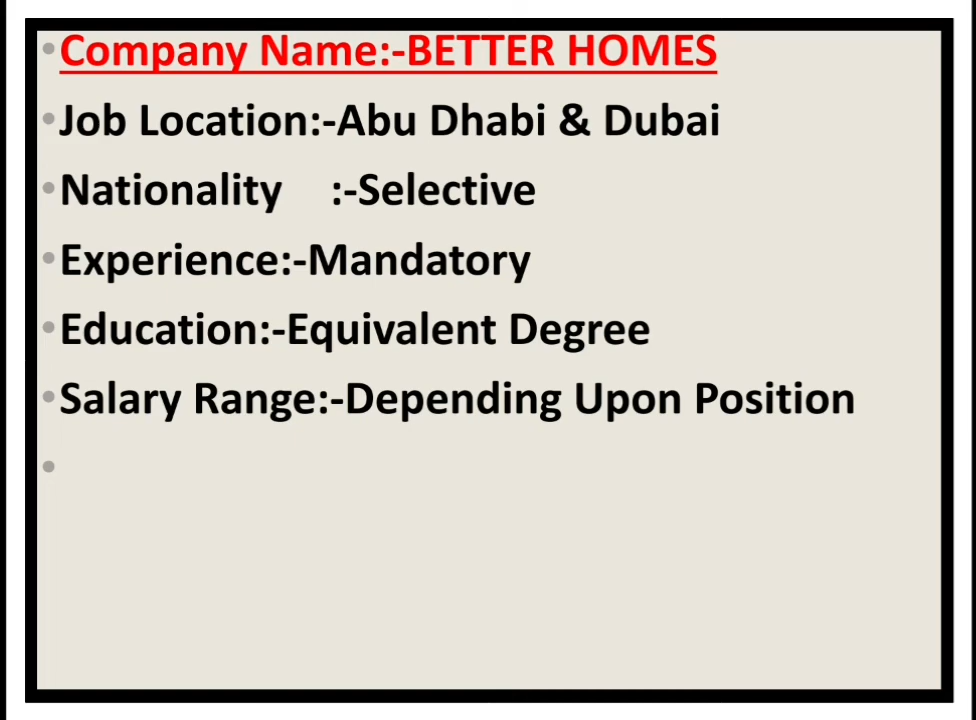 •Company Name:-BETTER HOMES
•Job Location:-Abu Dhabi & Dubai
•Nationality    :-Selective
•Experience:-Mandatory
•Education:-Equivalent Degree
•Salary Range:-Depending Upon Position
•